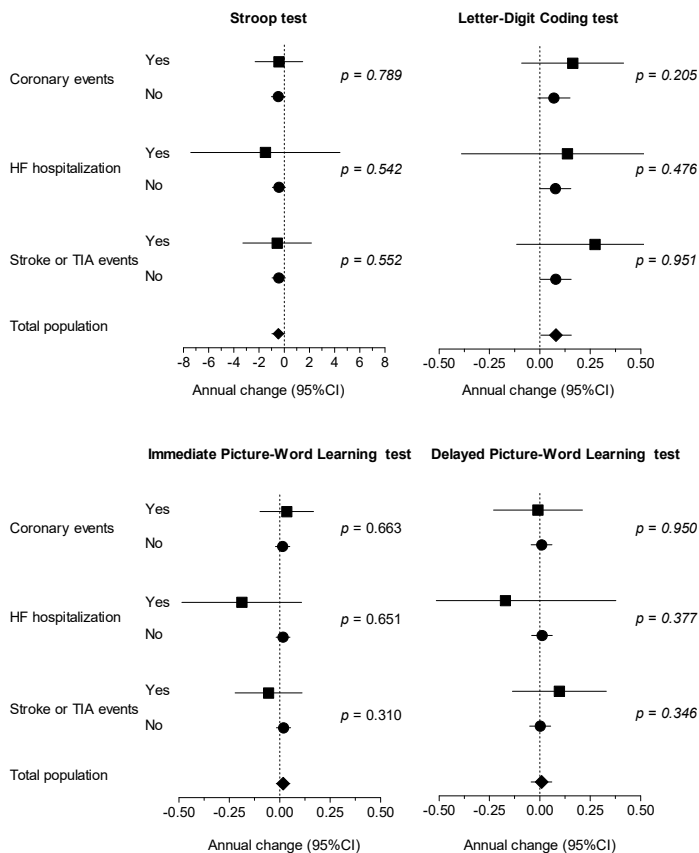 Stroop test
Letter-Digit Coding test
Coronary events
Yes
No
p = 0.789
p = 0.205
HF hospitalization
Yes
No
p = 0.542
p = 0.476
Stroke or TIA events
Yes
No
p = 0.552
p = 0.951
Total population
-8 -6 -4 -2 0 2 4 6 8
-0.50 -0.25 0.00 0.25 0.50
Annual change (95%CI)
Annual change (95%CI)
Immediate Picture-Word Learning test
Delayed Picture-Word Learning test
Coronary events
Yes
No
p = 0.663
p = 0.950
HF hospitalization
Yes
No
p = 0.651
p = 0.377
Stroke or TIA events
Yes
No
p = 0.310
p = 0.346
Total population
-0.50 -0.25 0.00 0.25 0.50
-0.50 -0.25 0.00 0.25 0.50
Annual change (95%CI)
Annual change (95%CI)